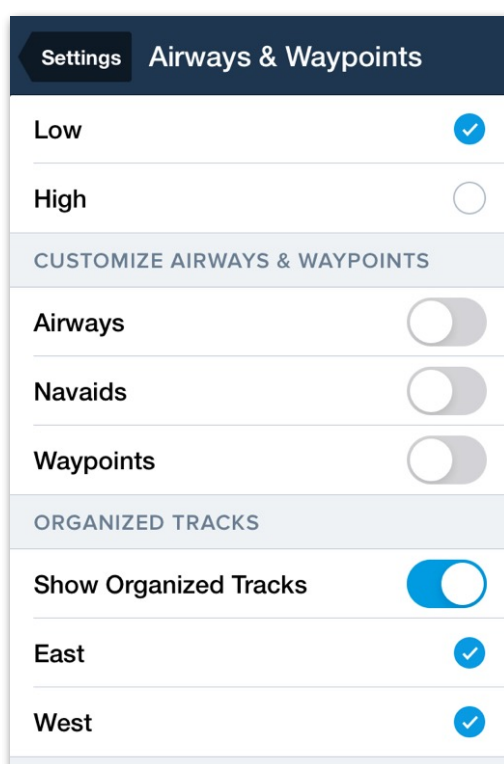 Settings Airways & Waypoints
Low
High
CUSTOMIZE AIRWAYS & WAYPOINTS
Airways
Navaids
Waypoints
ORGANIZED TRACKS
Show Organized Tracks
East
West